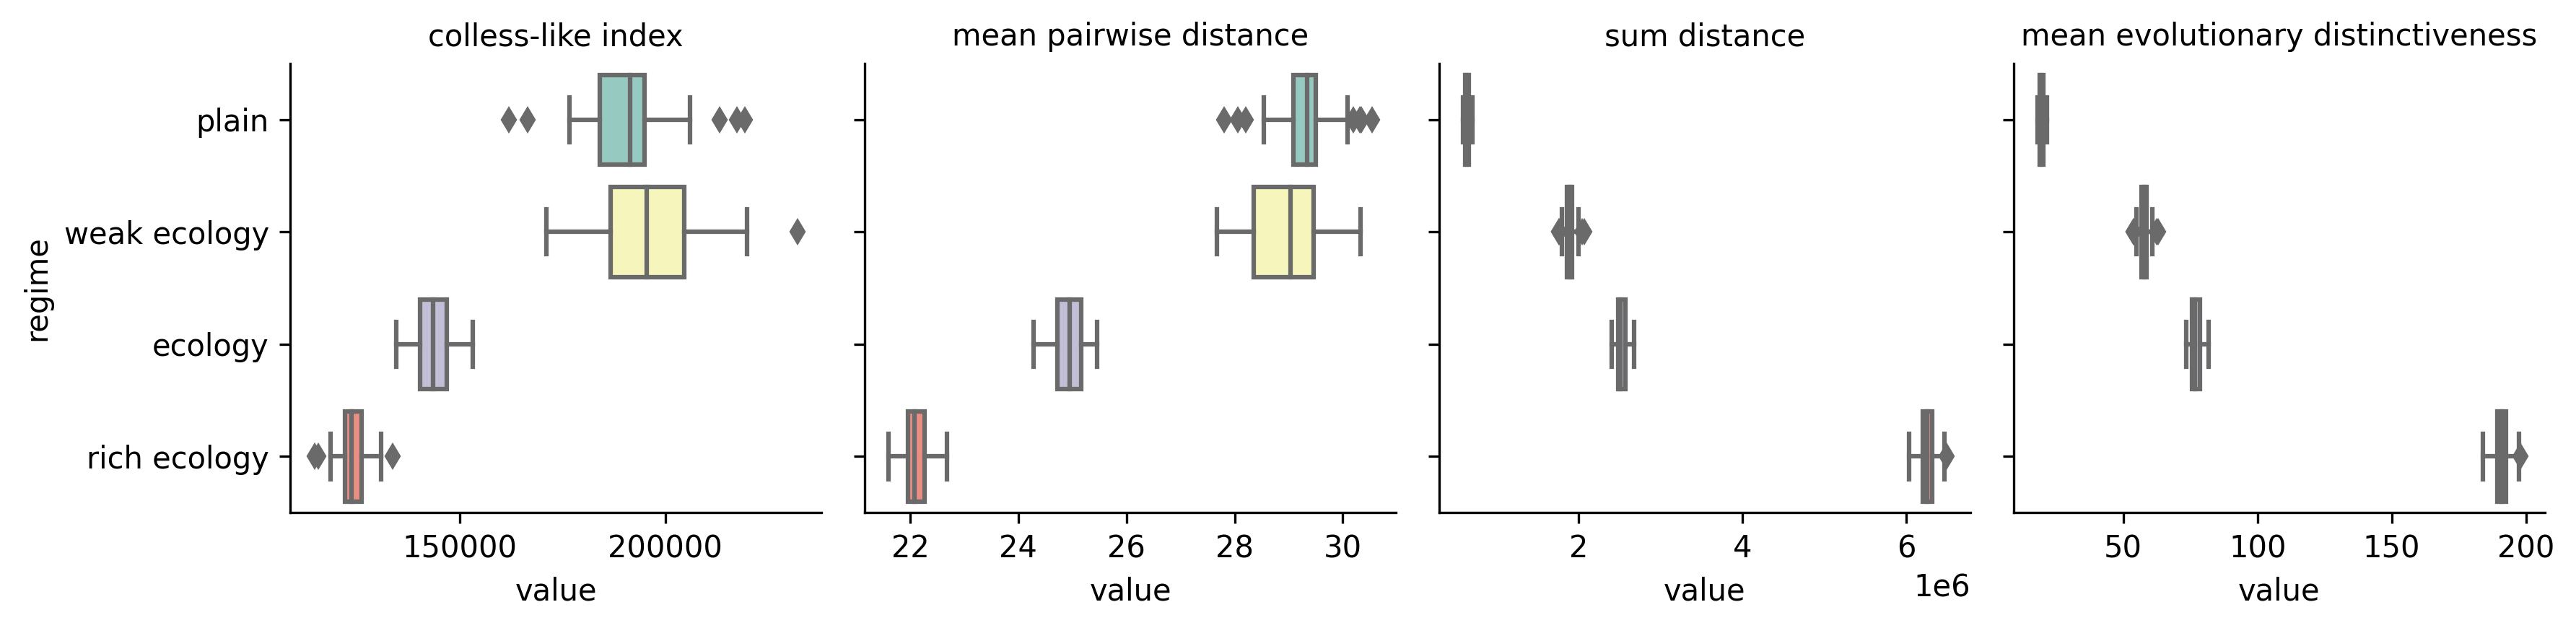 colless-like index
mean pairwise distance
sum distance
mean evolutionary distinctiveness
regime
plain
weak ecology
ecology
rich ecology
150000 200000
22 24 26 28 30
2 4 6
1e6
50 100 150 200
value
value
value
value